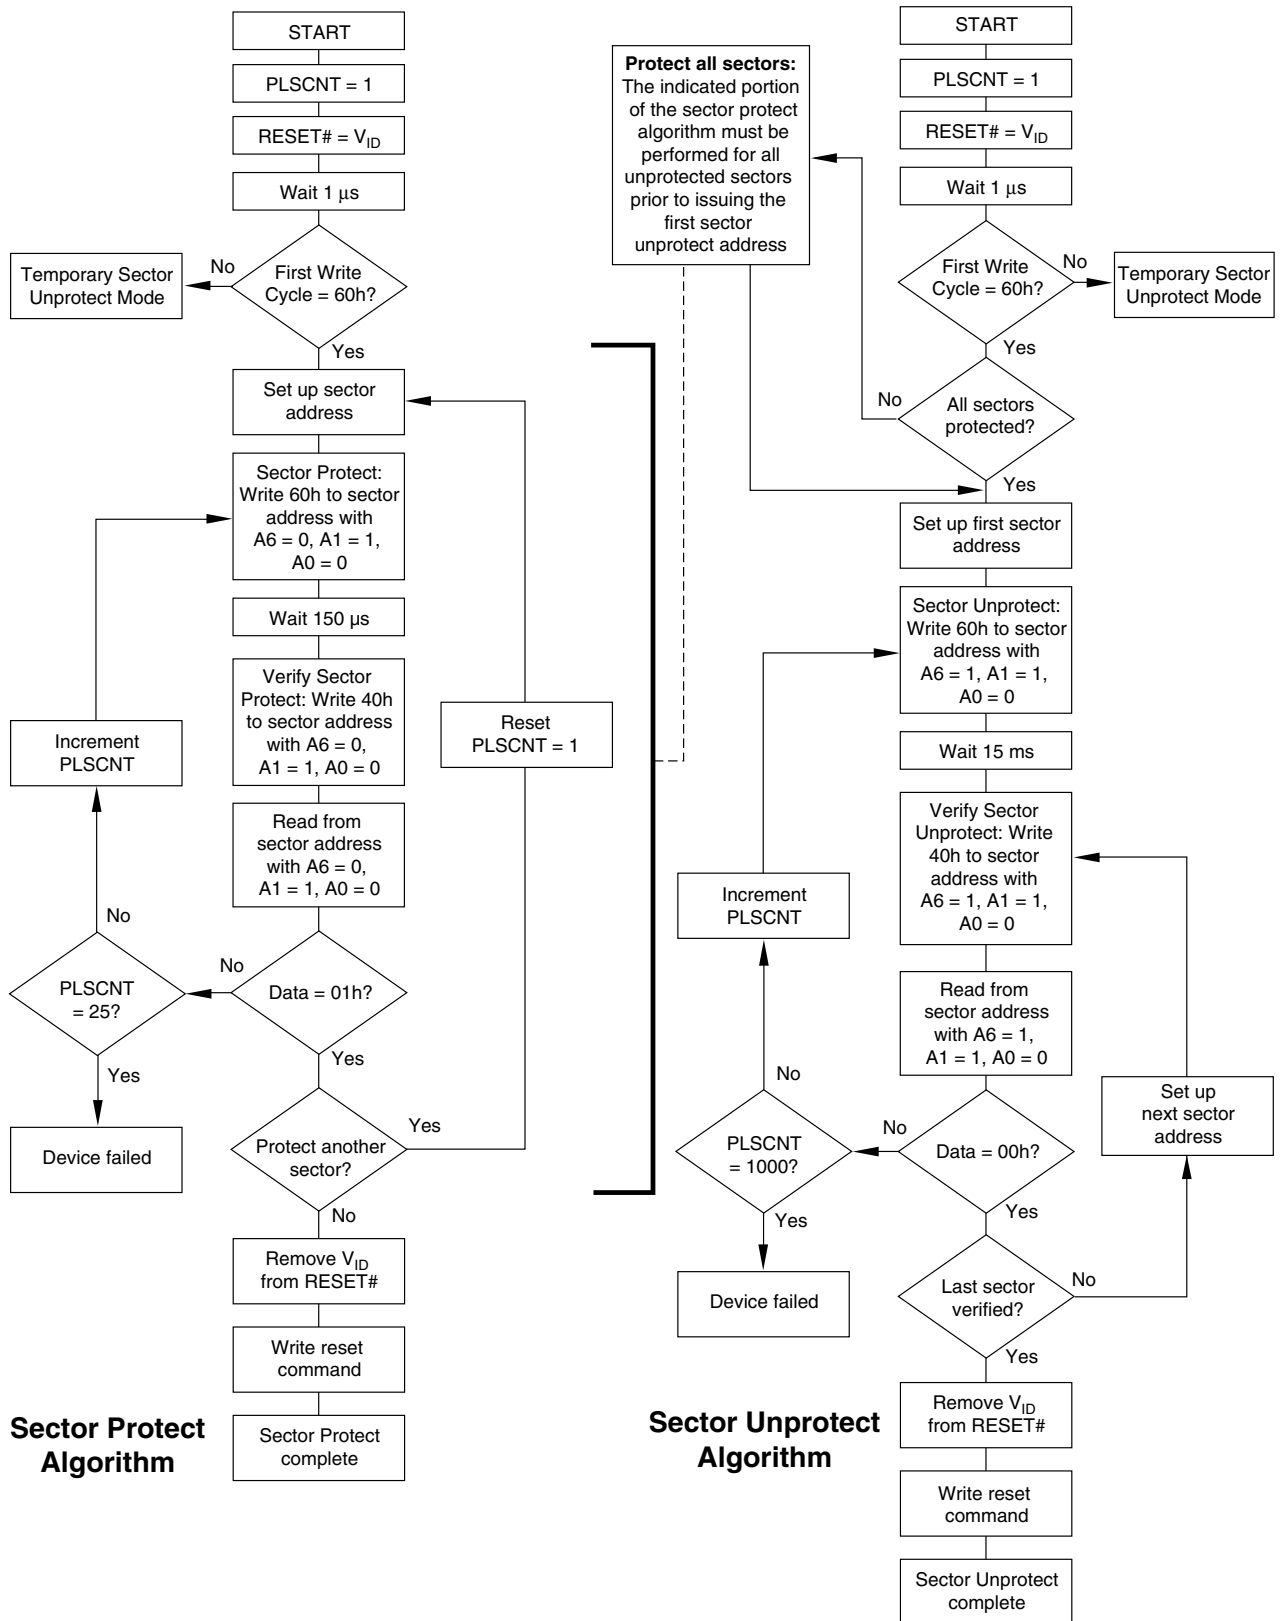 START
PLSCNT = 1
RESET# = VID
Wait 1 μs
First Write
Cycle = 60h?
No
Temporary Sector
Unprotect Mode
Yes
Set up sector
address
Sector Protect:
Write 60h to sector
address with
A6 = 0, A1 = 1,
A0 = 0
Wait 150 µs
Verify Sector
Protect: Write 40h
to sector address
with A6 = 0,
A1 = 1, A0 = 0
Read from
sector address
with A6 = 0,
A1 = 1, A0 = 0
Increment
PLSCNT
Reset
PLSCNT = 1
No
PLSCNT
= 25?
No
Data = 01h?
Yes
Yes
Device failed
Protect another
sector?
Yes
No
Remove VID
from RESET#
Write reset
command
Sector Protect
complete
Sector Protect
Algorithm
Protect all sectors:
The indicated portion
of the sector protect
algorithm must be
performed for all
unprotected sectors
prior to issuing the
first sector
unprotect address
START
PLSCNT = 1
RESET# = VID
Wait 1 μs
First Write
Cycle = 60h?
No
Temporary Sector
Unprotect Mode
Yes
No
All sectors
protected?
Yes
Set up first sector
address
Sector Unprotect:
Write 60h to sector
address with
A6 = 1, A1 = 1,
A0 = 0
Wait 15 ms
Verify Sector
Unprotect: Write
40h to sector
address with
A6 = 1, A1 = 1,
A0 = 0
Increment
PLSCNT
Read from
sector address
with A6 = 1,
A1 = 1, A0 = 0
No
Set up
next sector
address
PLSCNT
= 1000?
No
Data = 00h?
Yes
Yes
Device failed
Last sector
verified?
No
Yes
Remove VID
from RESET#
Write reset
command
Sector Unprotect
complete
Sector Unprotect
Algorithm